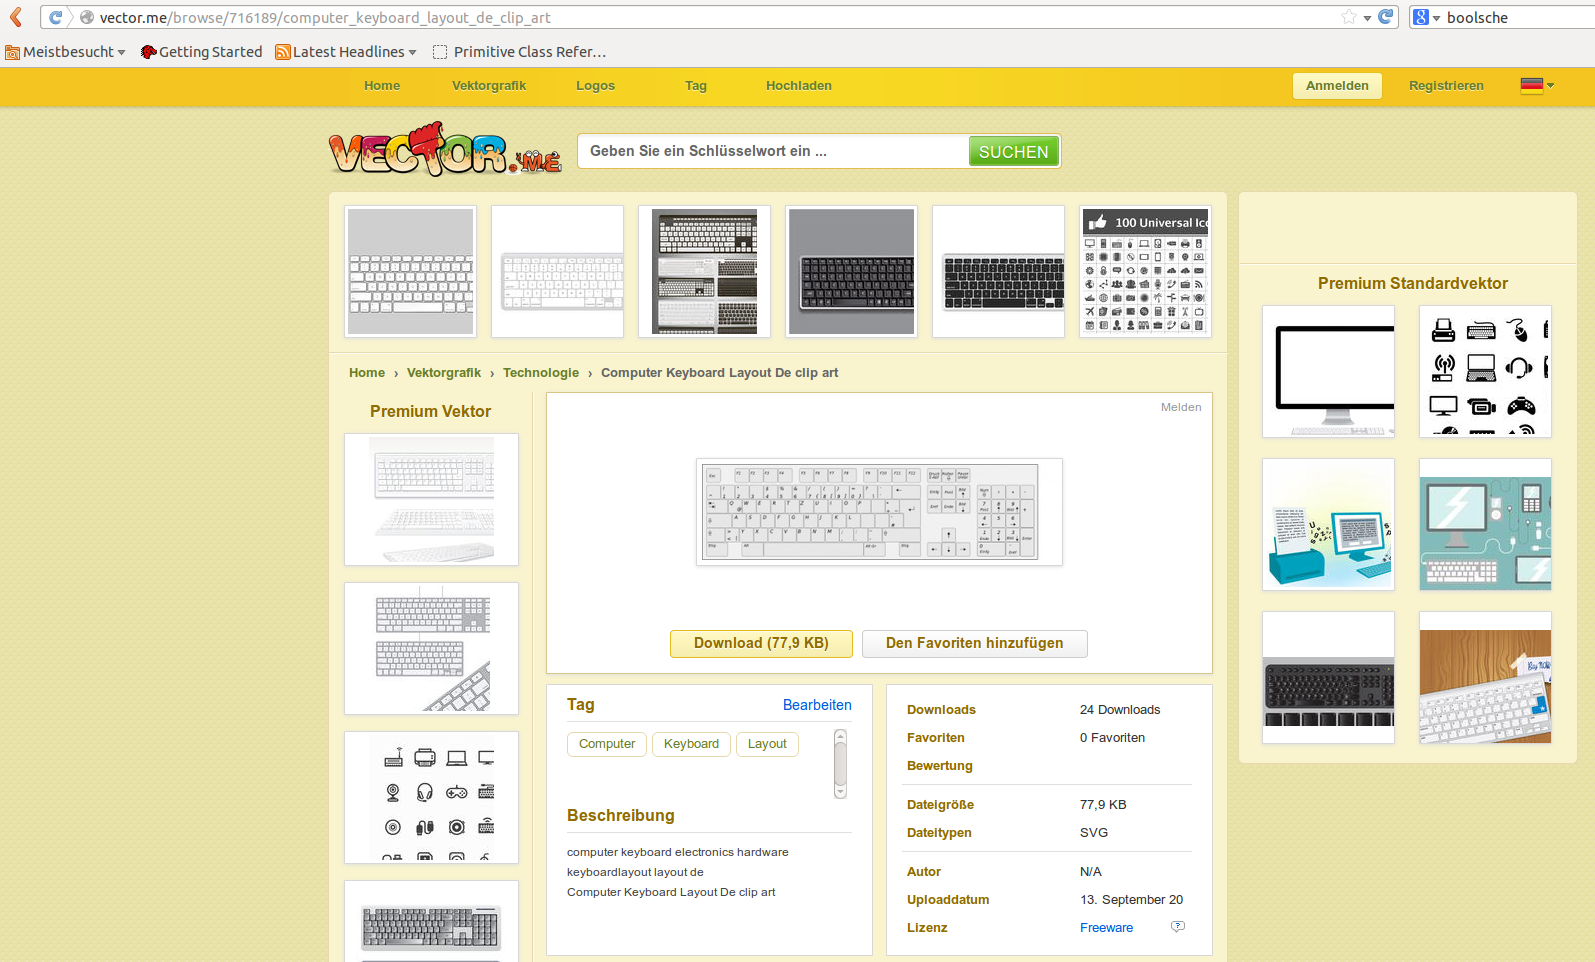 vector.me/browse/716189/computer_keyboard_layout_de_clip_art
boolsche
Meistbesucht
Getting Started
Latest Headlines
Primitive Class Refer...
Home
Vektorgrafik
Logos
Tag
Hochladen
Anmelden
Registrieren
VECTOR.ME
Geben Sie ein Schlüsselwort ein ...
SUCHEN
100 Universal Ico
Home › Vektorgrafik › Technologie › Computer Keyboard Layout De clip art
Premium Vektor
Melden
Download (77,9 KB)
Den Favoriten hinzufügen
Tag
Bearbeiten
Computer
Keyboard
Layout
Beschreibung
computer keyboard electronics hardware
keyboardlayout layout de
Computer Keyboard Layout De clip art
Downloads 24 Downloads
Favoriten 0 Favoriten
Bewertung
Dateigröße 77,9 KB
Dateitypen SVG
Autor N/A
Uploaddatum 13. September 20
Lizenz Freeware
Premium Standardvektor